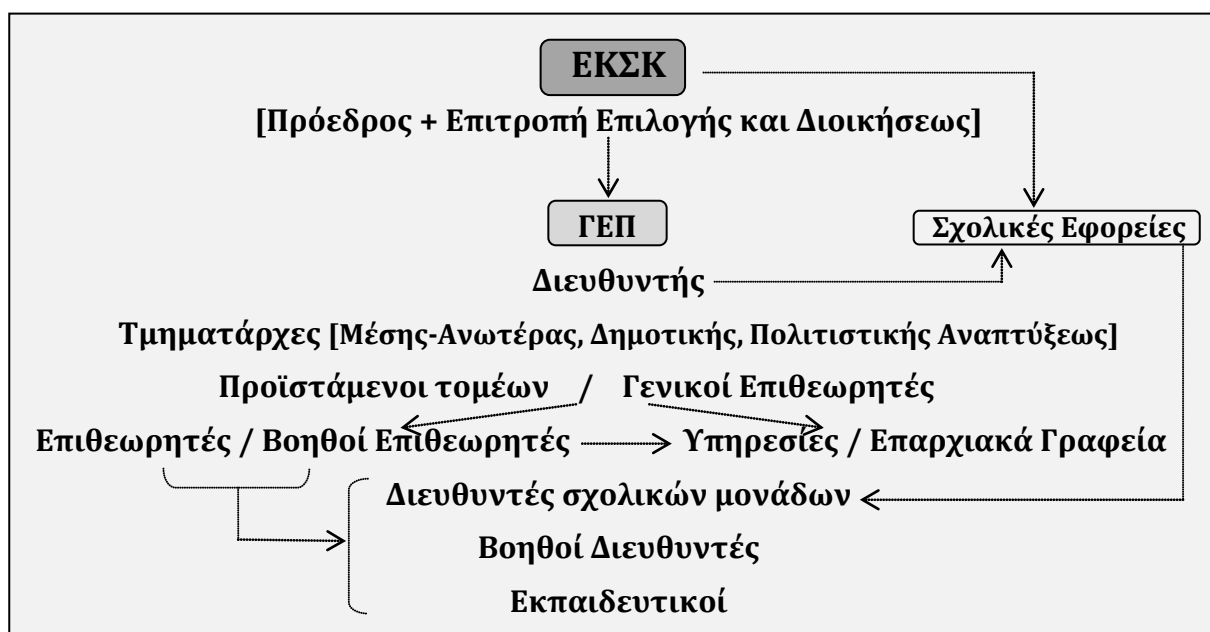 ΕΚΣΚ
[Πρόεδρος + Επιτροπή Επιλογής και Διοικήσεως]
ΓΕΠ
Σχολικές Εφορείες
Διευθυντής
Τμηματάρχες [Μέσης-Ανωτέρας, Δημοτικής, Πολιτιστικής Αναπτύξεως]
Προϊστάμενοι τομέων / Γενικοί Επιθεωρητές
Επιθεωρητές / Βοηθοί Επιθεωρητές Υπηρεσίες / Επαρχιακά Γραφεία
Διευθυντές σχολικών μονάδων
Βοηθοί Διευθυντές
Εκπαιδευτικοί